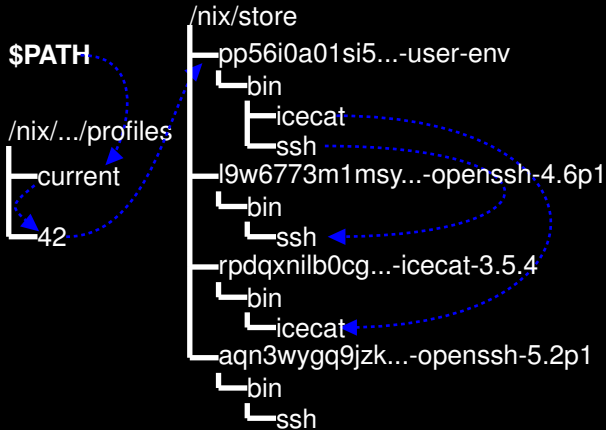 $PATH
/nix/.../profiles
current
42
/nix/store
pp56i0a01si5...-user-env
bin
icecat
ssh
l9w6773m1msy...-openssh-4.6p1
bin
ssh
rpdqxnilb0cg...-icecat-3.5.4
bin
icecat
aqn3wygq9jzk...-openssh-5.2p1
bin
ssh